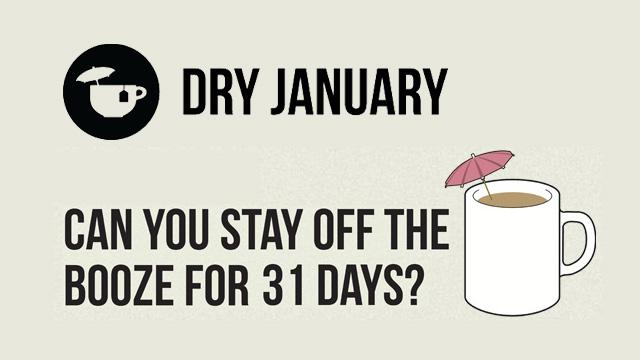 DRY JANUARY
CAN YOU STAY OFF THE
BOOZE FOR 31 DAYS?